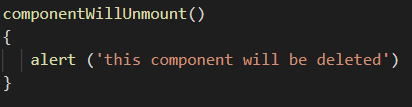 componentWillUnmount()
{
alert ('this component will be deleted')
}